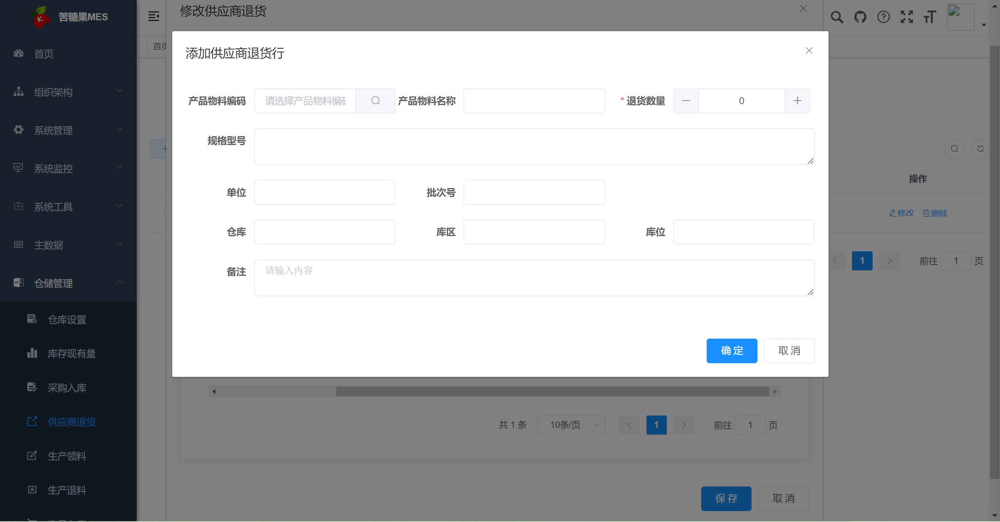 苦糖果MES
首页
组织架构
系统管理
系统监控
系统工具
主数据
仓储管理
仓库设置
库存现有量
采购入库
供应商退货
生产领料
生产退料
修改供应商退货
首页
添加供应商退货行
产品物料编码 请选择产品物料编码 产品物料名称 * 退货数量 0
规格型号
单位 批次号
仓库 库区 库位
备注 请输入内容
确 定 取 消
操作
修改 删除
1 前往 1 页
共 1 条 10条/页 1 前往 1 页
保 存 取 消